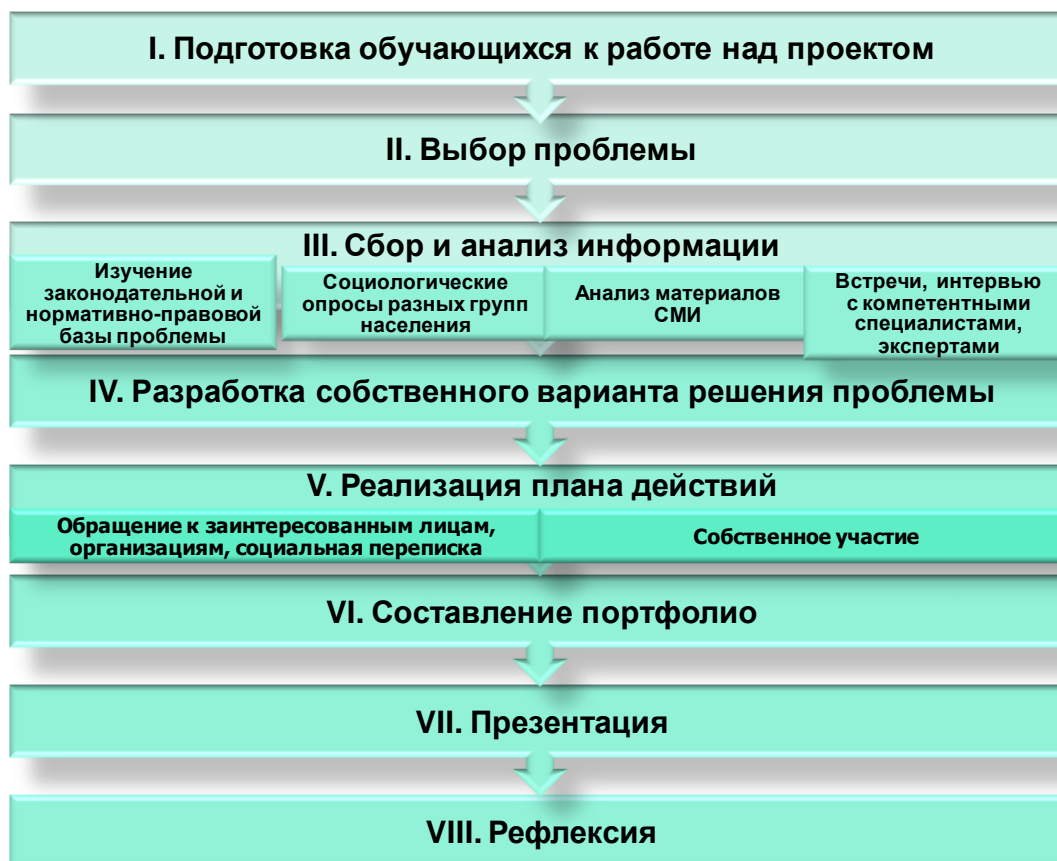 I. Подготовка обучающихся к работе над проектом
II. Выбор проблемы
III. Сбор и анализ информации
Изучение
законодательной и
нормативно-правовой
базы проблемы
Социологические
опросы разных групп
населения
Анализ материалов
СМИ
Встречи, интервью
с компетентными
специалистами,
экспертами
IV. Разработка собственного варианта решения проблемы
V. Реализация плана действий
Обращение к заинтересованным лицам,
организациям, социальная переписка
Собственное участие
VI. Составление портфолио
VII. Презентация
VIII. Рефлексия